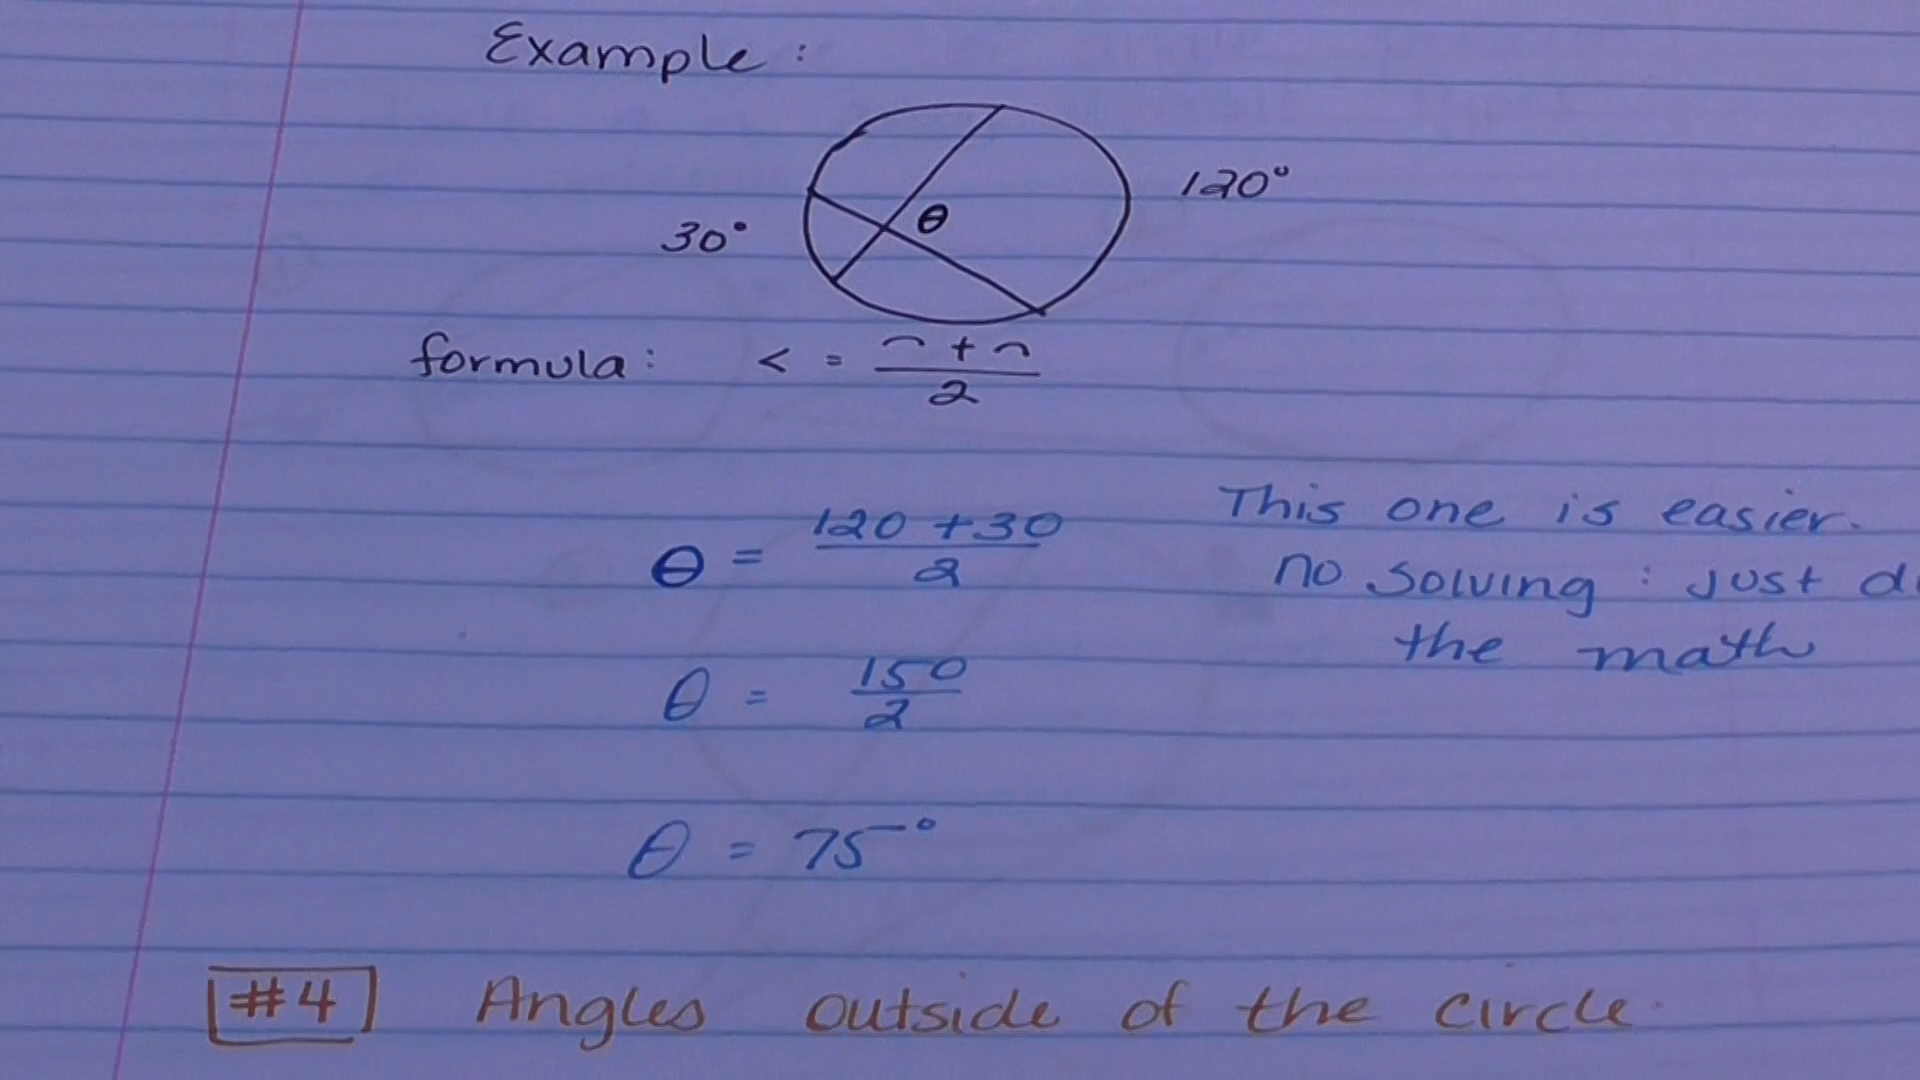 Example :
120°
30°
θ
formula : < = ⌒ + ⌒ / 2
θ = 120 + 30 / 2
This one is easier.
no solving : just
the math
θ = 150 / 2
θ = 75°
#4 Angles outside of the circle.